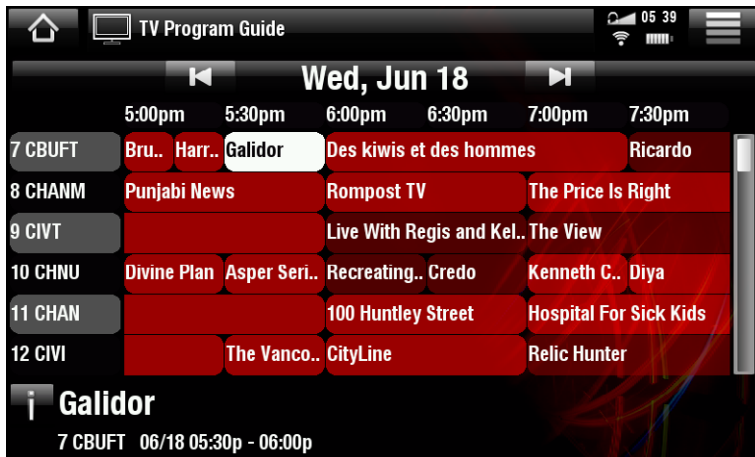 TV Program Guide 05 39
Wed, Jun 18
5:00pm 5:30pm 6:00pm 6:30pm 7:00pm 7:30pm
7 CBUFT Bru.. Harr.. Galidor Des kiwis et des hommes Ricardo
8 CHANM Punjabi News Rompost TV The Price Is Right
9 CIVT Live With Regis and Kel.. The View
10 CHNU Divine Plan Asper Seri.. Recreating.. Credo Kenneth C.. Diya
11 CHAN 100 Huntley Street Hospital For Sick Kids
12 CIVI The Vanco.. CityLine Relic Hunter
i Galidor
7 CBUFT 06/18 05:30p - 06:00p